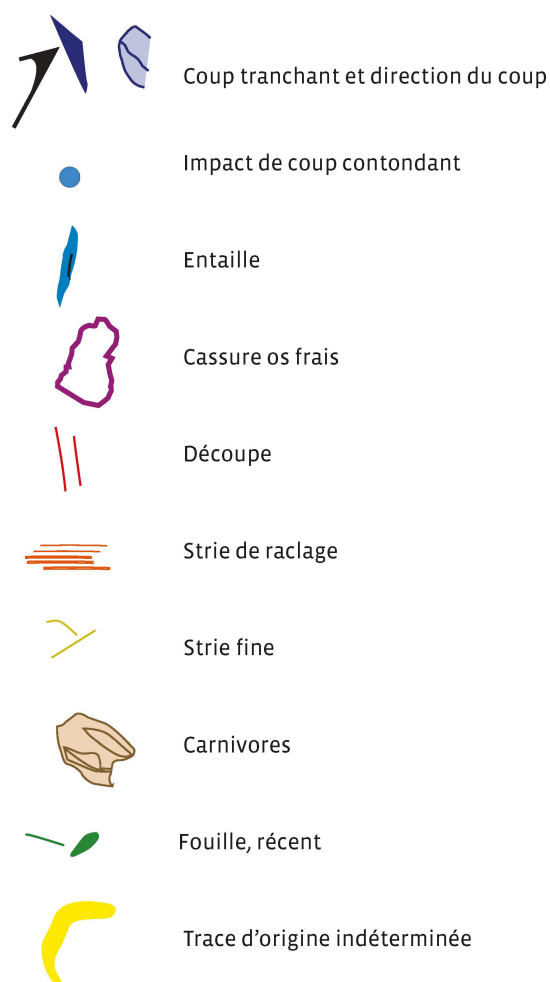 Coup tranchant et direction du coup
Impact de coup contondant
Entaille
Cassure os frais
Découpe
Strie de raclage
Strie fine
Carnivores
Fouille, récent
Trace d’origine indéterminée